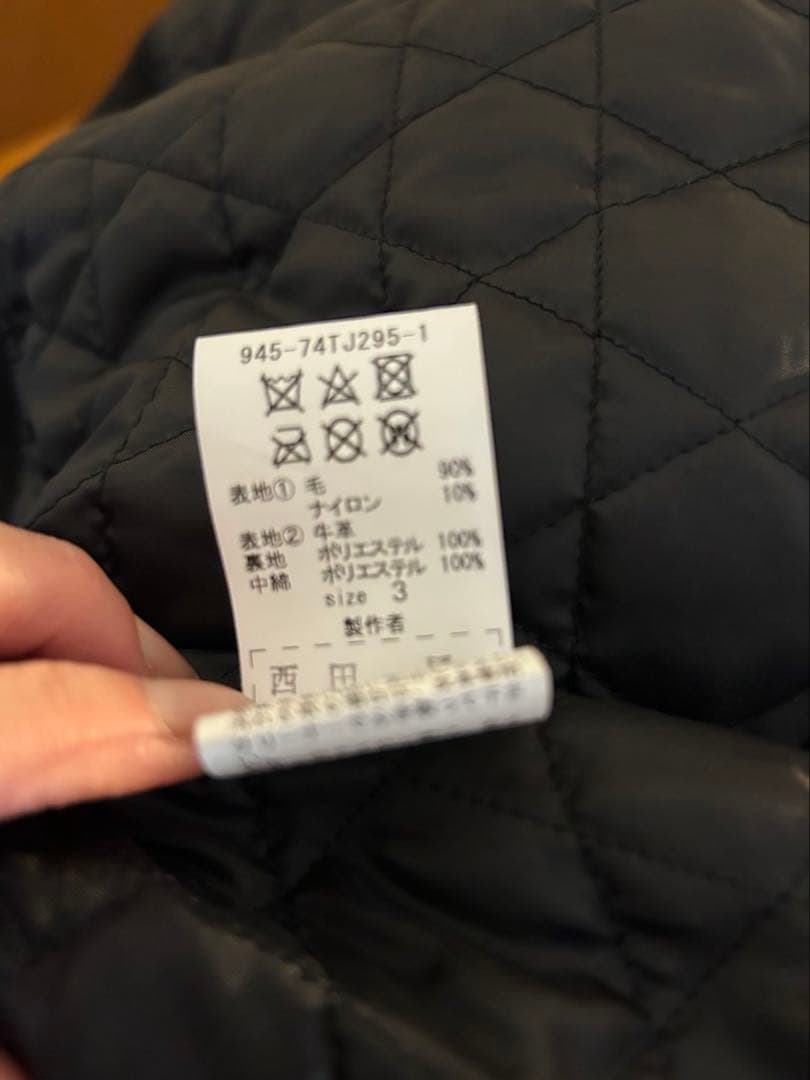 945-74TJ295-1
表地① 毛 90%
ナイロン 10%
表地② 牛革
裏地 ポリエステル 100%
中綿 ポリエステル 100%
size 3
製作者
西田